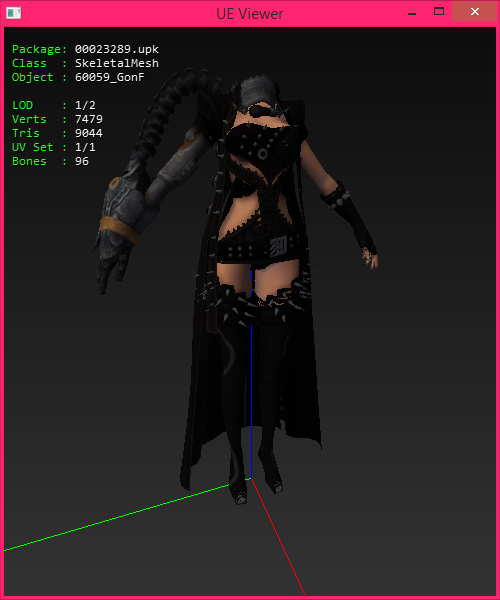 UE Viewer
Package: 00023289.upk
Class : SkeletalMesh
Object : 60059_GonF
LOD : 1/2
Verts : 7479
Tris : 9044
UV Set : 1/1
Bones : 96